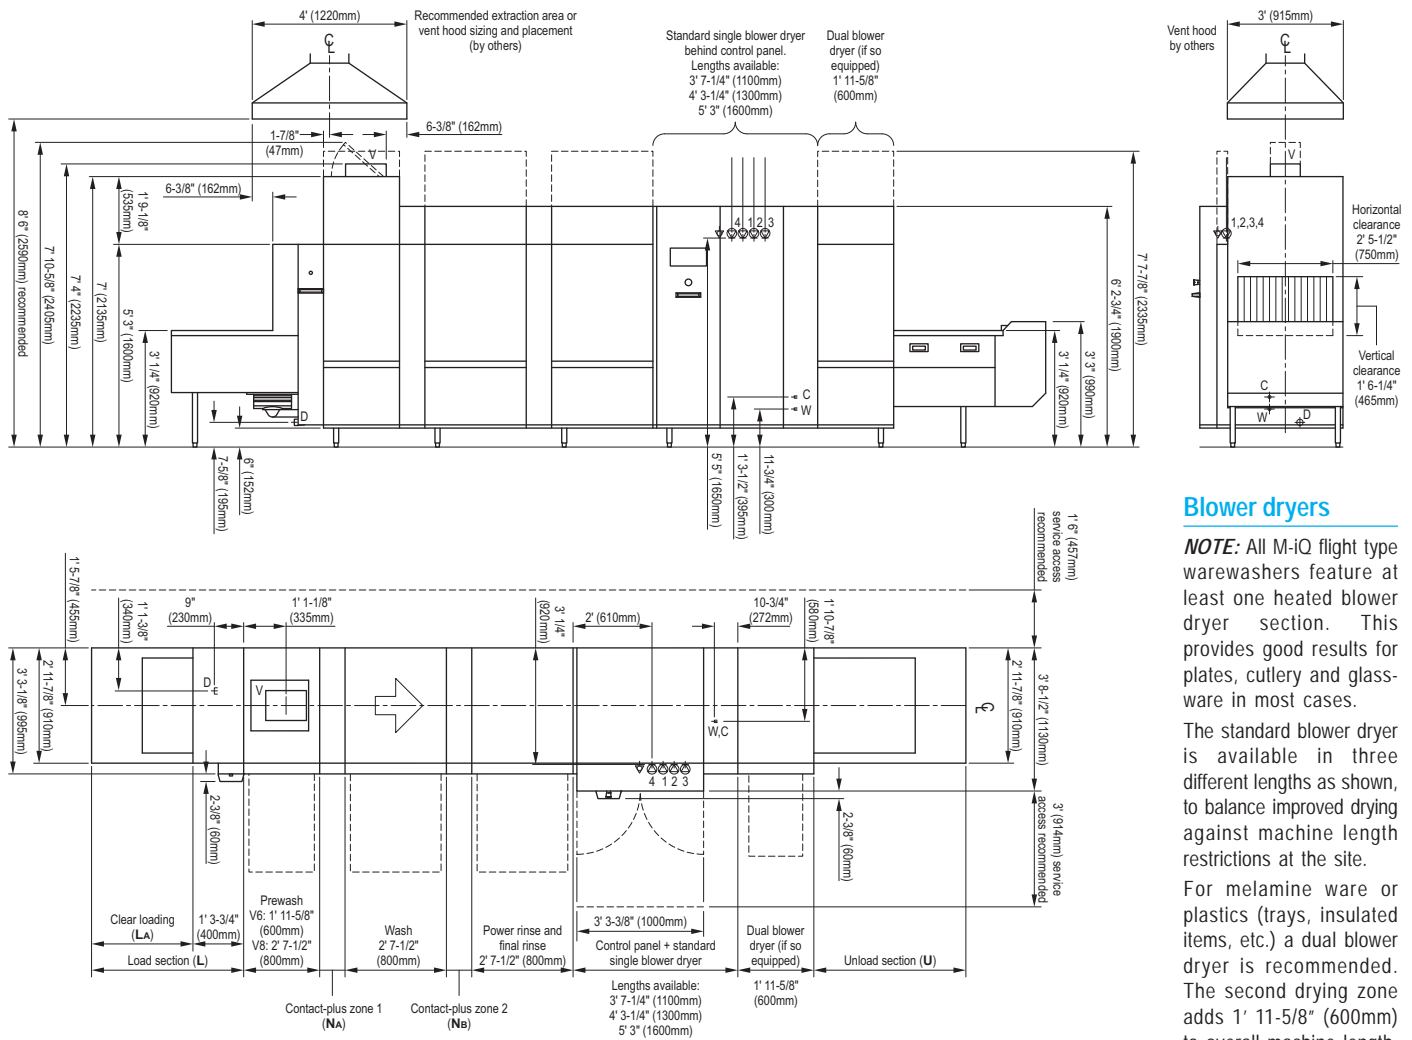 4' (1220mm)
CL
Recommended extraction area or
vent hood sizing and placement
(by others)
Standard single blower dryer
behind control panel.
Lengths available:
3' 7-1/4" (1100mm)
4' 3-1/4" (1300mm)
5' 3" (1600mm)
Dual blower
dryer (if so
equipped)
1' 11-5/8"
(600mm)
Vent hood
by others
3' (915mm)
CL
1-7/8"
(47mm)
6-3/8" (162mm)
V
6-3/8" (162mm)
1' 9-1/8"
(535mm)
8' 6" (2590mm) recommended
7' 10-5/8" (2405mm)
7' 4" (2235mm)
7' (2135mm)
5' 3" (1600mm)
3' 1/4" (920mm)
D
7-5/8" (195mm)
6" (152mm)
4 1 2 3
C
W
5' 5" (1650mm)
1' 3-1/2" (395mm)
11-3/4" (300mm)
3' 1/4" (920mm)
3' 3" (990mm)
6' 2-3/4" (1900mm)
7' 7-7/8" (2335mm)
V
1,2,3,4
Horizontal
clearance
2' 5-1/2"
(750mm)
Vertical
clearance
1' 6-1/4"
(465mm)
C
W
D
1' 5-7/8" (455mm)
1' 1-3/8"
(340mm)
9"
(230mm)
1' 1-1/8"
(335mm)
3' 1/4"
(920mm)
2' (610mm)
10-3/4"
(272mm)
1' 10-7/8"
(580mm)
1' 6" (457mm)
service access
recommended
3' 3-1/8" (995mm)
2' 11-7/8" (910mm)
D
V
W,C
CL
2' 11-7/8" (910mm)
3' 8-1/2" (1130mm)
4 1 2 3
2-3/8" (60mm)
2-3/8" (60mm)
3' (914mm) service
access recommended
Clear loading
(LA)
1' 3-3/4"
(400mm)
Load section (L)
Prewash
V6: 1' 11-5/8"
(600mm)
V8: 2' 7-1/2"
(800mm)
Contact-plus zone 1
(NA)
Wash
2' 7-1/2"
(800mm)
Contact-plus zone 2
(NB)
Power rinse and
final rinse
2' 7-1/2" (800mm)
3' 3-3/8" (1000mm)
Control panel + standard
single blower dryer
Lengths available:
3' 7-1/4" (1100mm)
4' 3-1/4" (1300mm)
5' 3" (1600mm)
Dual blower
dryer (if so
equipped)
1' 11-5/8"
(600mm)
Unload section (U)
Blower dryers
NOTE: All M-iQ flight type
warewashers feature at
least one heated blower
dryer section. This
provides good results for
plates, cutlery and glass-
ware in most cases.
The standard blower dryer
is available in three
different lengths as shown,
to balance improved drying
against machine length
restrictions at the site.
For melamine ware or
plastics (trays, insulated
items, etc.) a dual blower
dryer is recommended.
The second drying zone
adds 1' 11-5/8" (600mm)
to overall machine length.